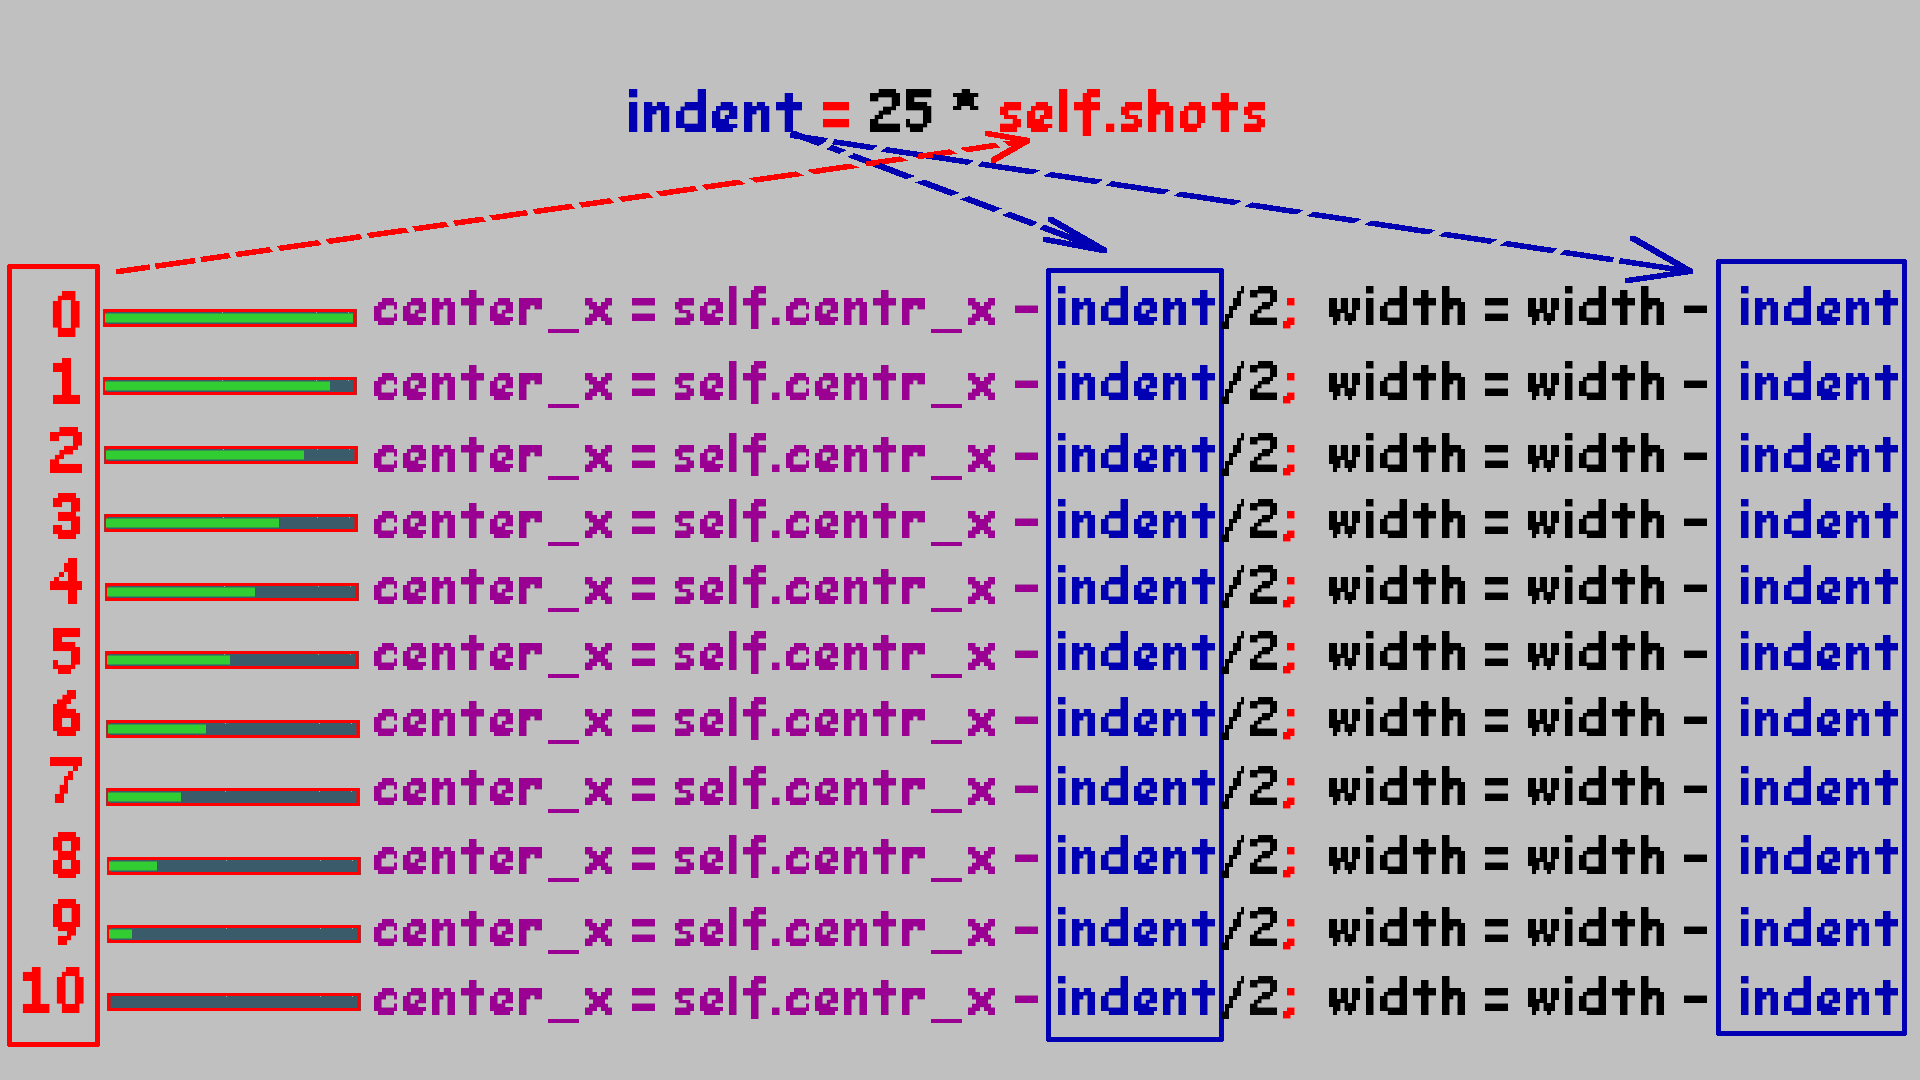 indent = 25 * self.shots
0 center_x = self.centr_x - indent/2; width = width - indent
1 center_x = self.centr_x - indent/2; width = width - indent
2 center_x = self.centr_x - indent/2; width = width - indent
3 center_x = self.centr_x - indent/2; width = width - indent
4 center_x = self.centr_x - indent/2; width = width - indent
5 center_x = self.centr_x - indent/2; width = width - indent
6 center_x = self.centr_x - indent/2; width = width - indent
7 center_x = self.centr_x - indent/2; width = width - indent
8 center_x = self.centr_x - indent/2; width = width - indent
9 center_x = self.centr_x - indent/2; width = width - indent
10 center_x = self.centr_x - indent/2; width = width - indent